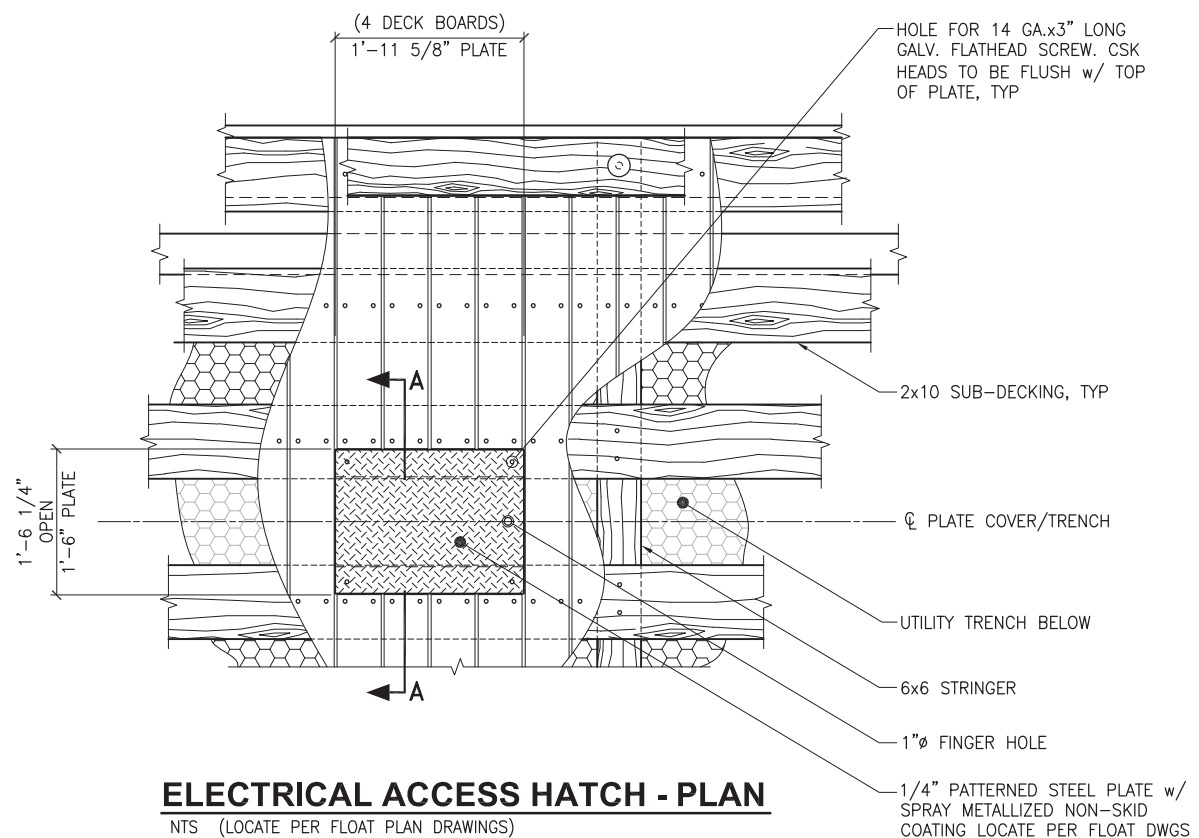 (4 DECK BOARDS)
1'-11 5/8" PLATE
HOLE FOR 14 GA.x3" LONG
GALV. FLATHEAD SCREW. CSK
HEADS TO BE FLUSH w/ TOP
OF PLATE, TYP
A
2x10 SUB-DECKING, TYP
1'-6 1/4"
OPEN
1'-6" PLATE
℄ PLATE COVER/TRENCH
UTILITY TRENCH BELOW
A
6x6 STRINGER
1"ø FINGER HOLE
1/4" PATTERNED STEEL PLATE w/
SPRAY METALLIZED NON-SKID
COATING LOCATE PER FLOAT DWGS
ELECTRICAL ACCESS HATCH - PLAN
NTS (LOCATE PER FLOAT PLAN DRAWINGS)